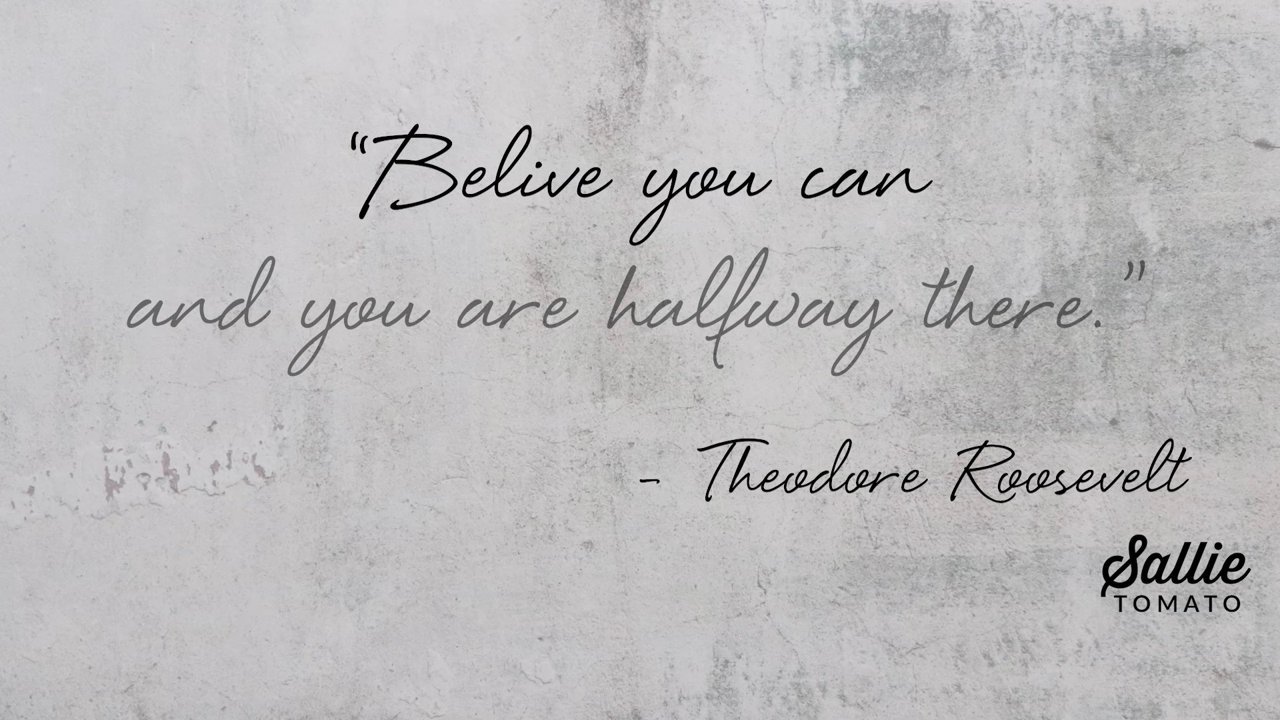 “Belive you can
and you are halfway there.”
- Theodore Roosevelt
Sallie
TOMATO